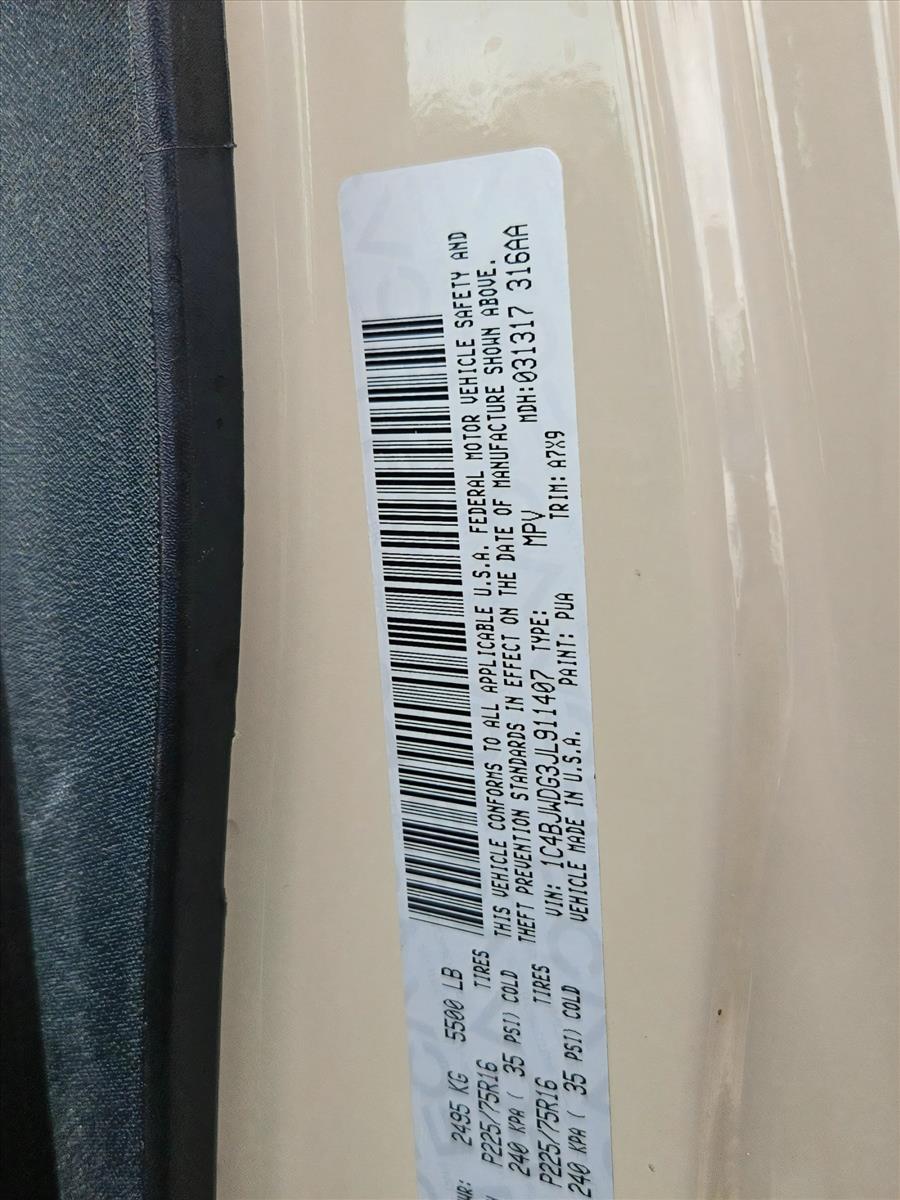 WR: 2495 KG 5500 LB
TIRES
P225/75R16
240 KPA ( 35 PSI) COLD
TIRES
P225/75R16
240 KPA ( 35 PSI) COLD
THIS VEHICLE CONFORMS TO ALL APPLICABLE U.S.A. FEDERAL MOTOR VEHICLE SAFETY AND
THEFT PREVENTION STANDARDS IN EFFECT ON THE DATE OF MANUFACTURE SHOWN ABOVE.
VIN: 1C4BJWDG3JL911407 TYPE: MPV MDH:031317 316AA
VEHICLE MADE IN U.S.A. PAINT: PUA TRIM: A7X9